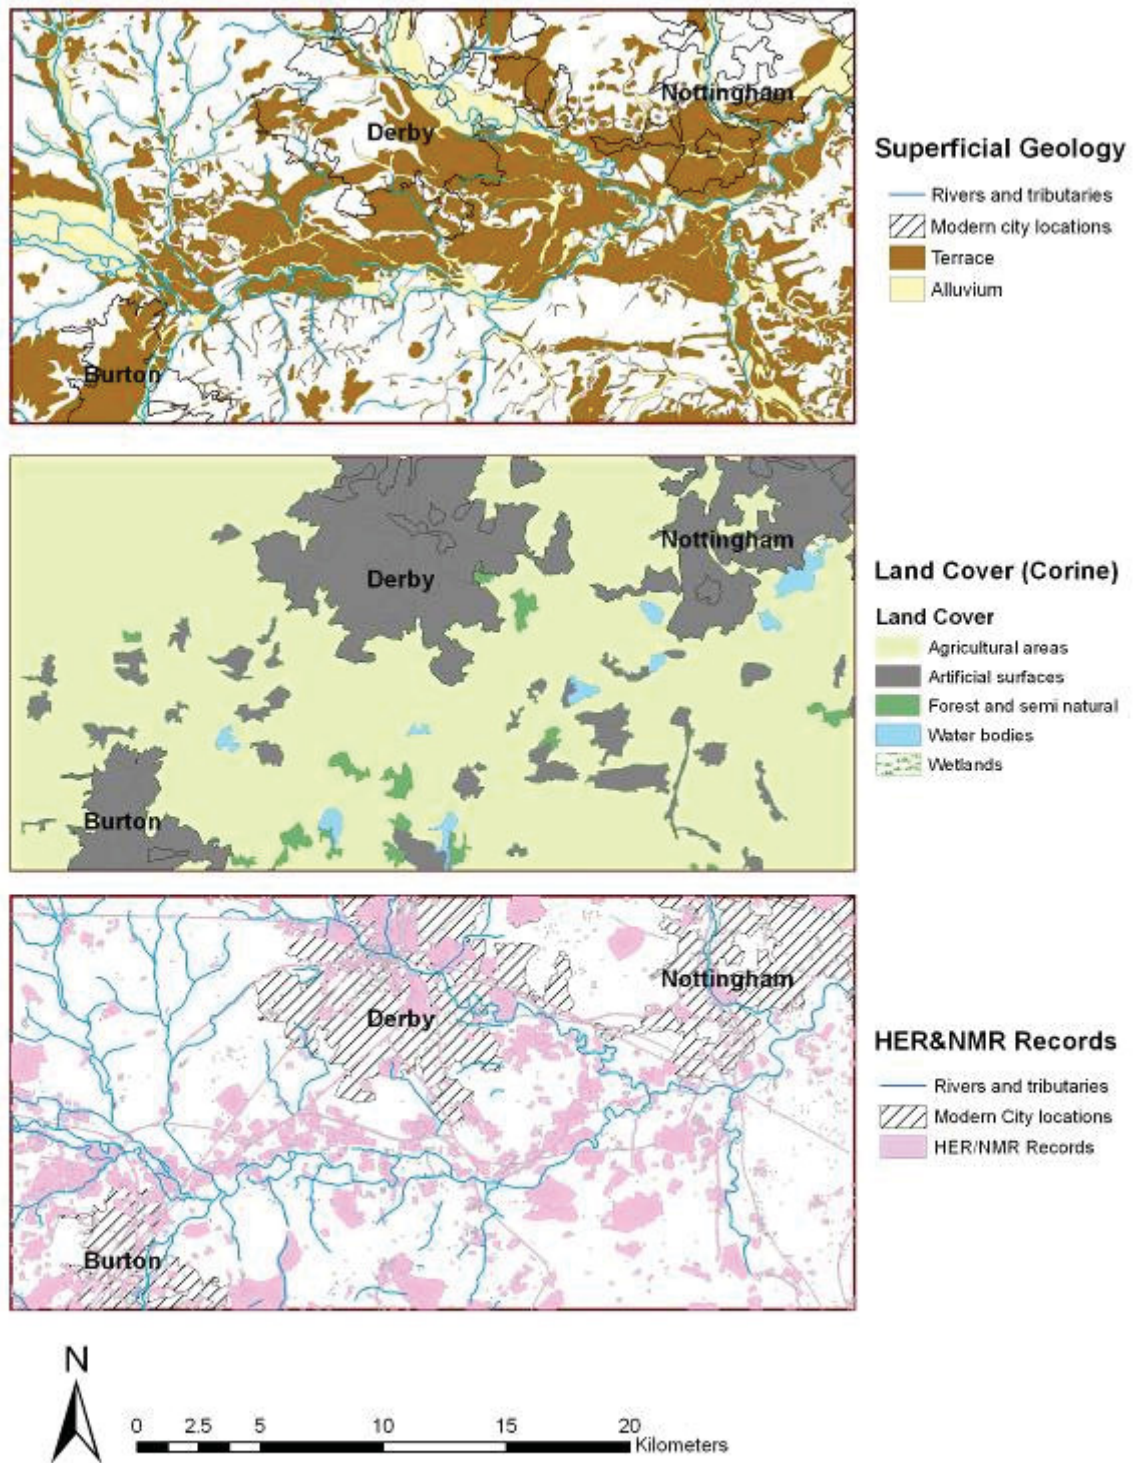 Nottingham
Derby
Burton
Superficial Geology
Rivers and tributaries
Modern city locations
Terrace
Alluvium
Nottingham
Derby
Burton
Land Cover (Corine)
Land Cover
Agricultural areas
Artificial surfaces
Forest and semi natural
Water bodies
Wetlands
Nottingham
Derby
Burton
HER&NMR Records
Rivers and tributaries
Modern City locations
HER/NMR Records
N
0 2.5 5 10 15 20
Kilometers